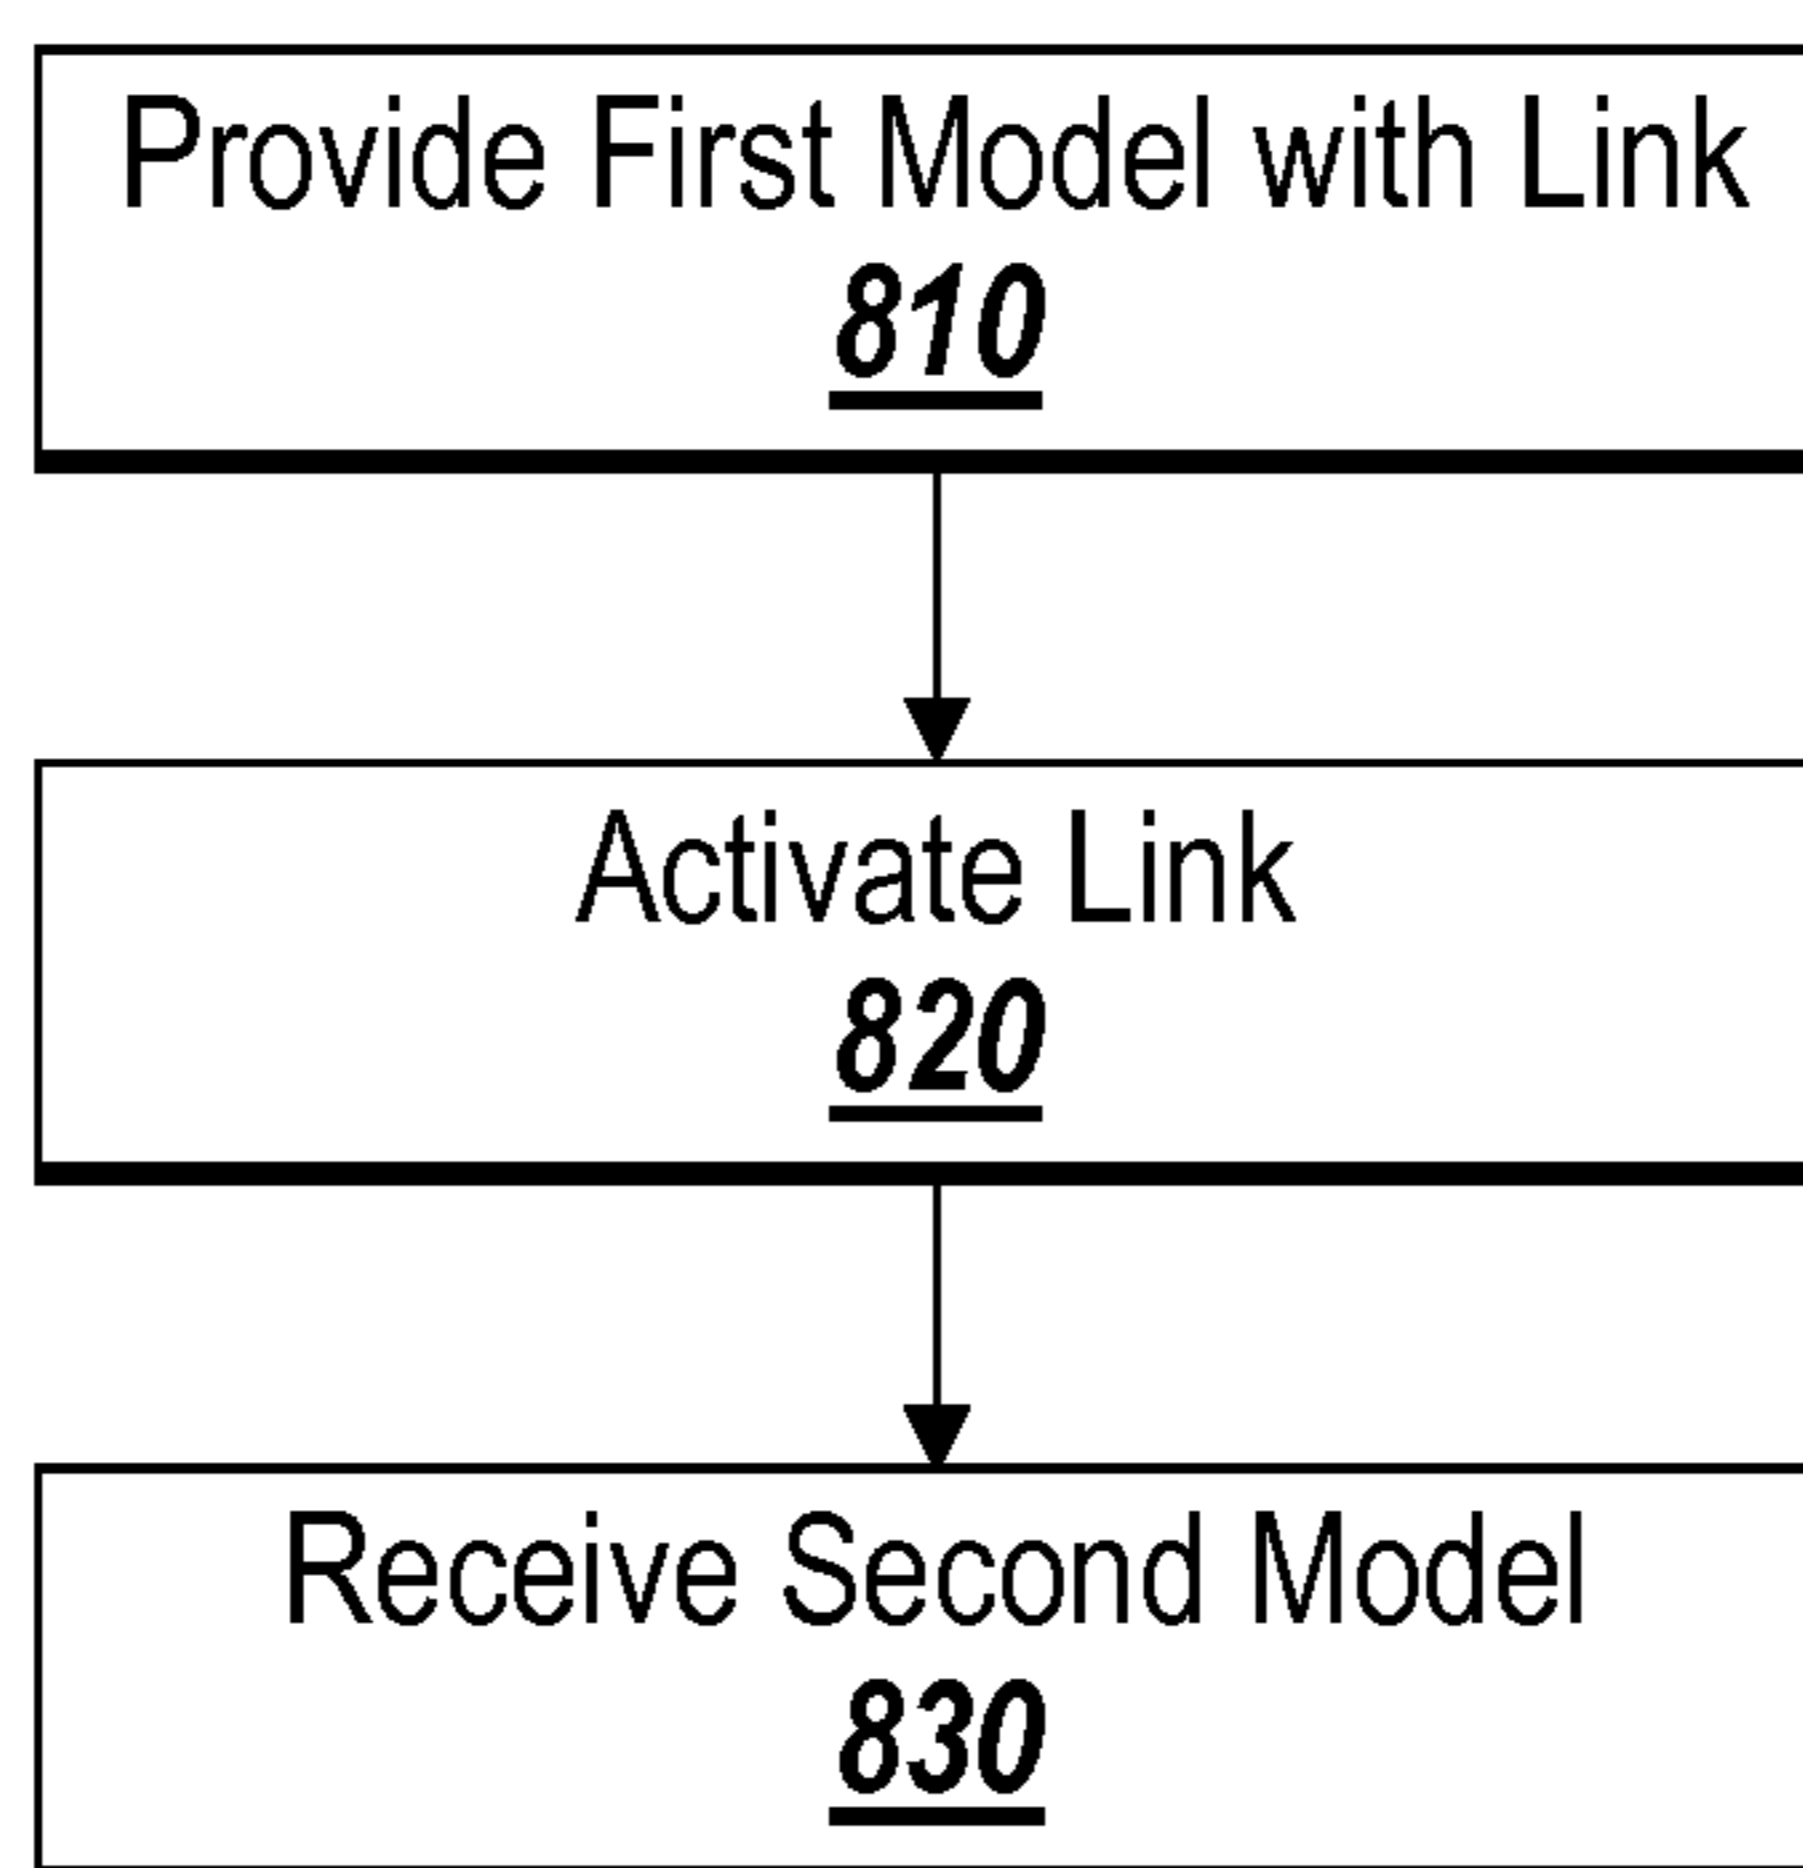 Provide First Model with Link
810
Activate Link
820
Receive Second Model
830